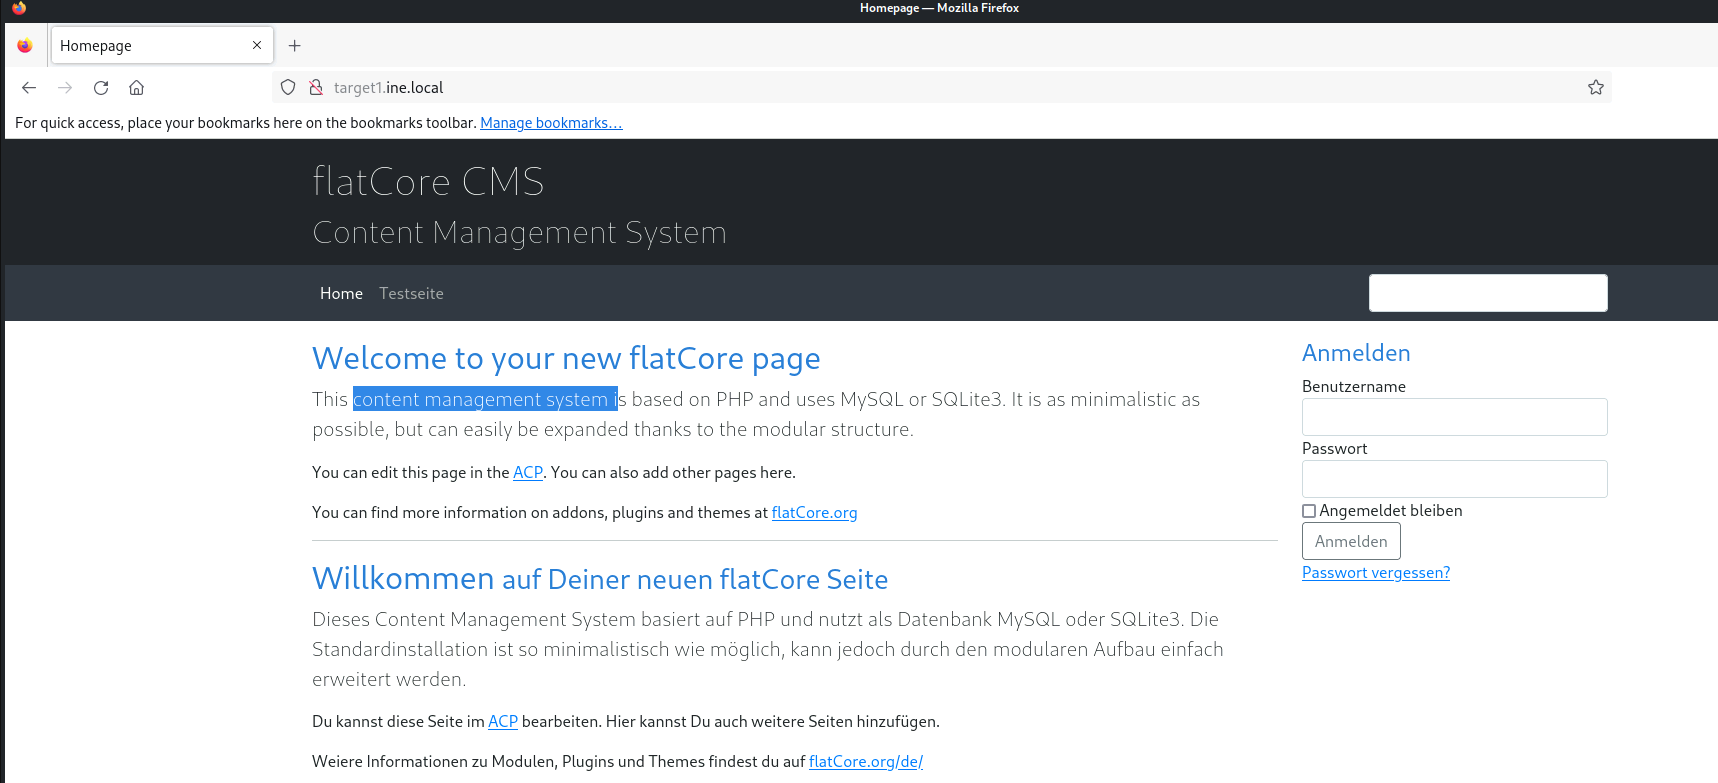 Homepage — Mozilla Firefox
Homepage
target1.ine.local
For quick access, place your bookmarks here on the bookmarks toolbar. Manage bookmarks...
flatCore CMS
Content Management System
Home Testseite
Welcome to your new flatCore page
This content management system is based on PHP and uses MySQL or SQLite3. It is as minimalistic as
possible, but can easily be expanded thanks to the modular structure.
You can edit this page in the ACP. You can also add other pages here.
You can find more information on addons, plugins and themes at flatCore.org
Willkommen auf Deiner neuen flatCore Seite
Dieses Content Management System basiert auf PHP und nutzt als Datenbank MySQL oder SQLite3. Die
Standardinstallation ist so minimalistisch wie möglich, kann jedoch durch den modularen Aufbau einfach
erweitert werden.
Du kannst diese Seite im ACP bearbeiten. Hier kannst Du auch weitere Seiten hinzufügen.
Weiere Informationen zu Modulen, Plugins und Themes findest du auf flatCore.org/de/
Anmelden
Benutzername
Passwort
Angemeldet bleiben
Anmelden
Passwort vergessen?